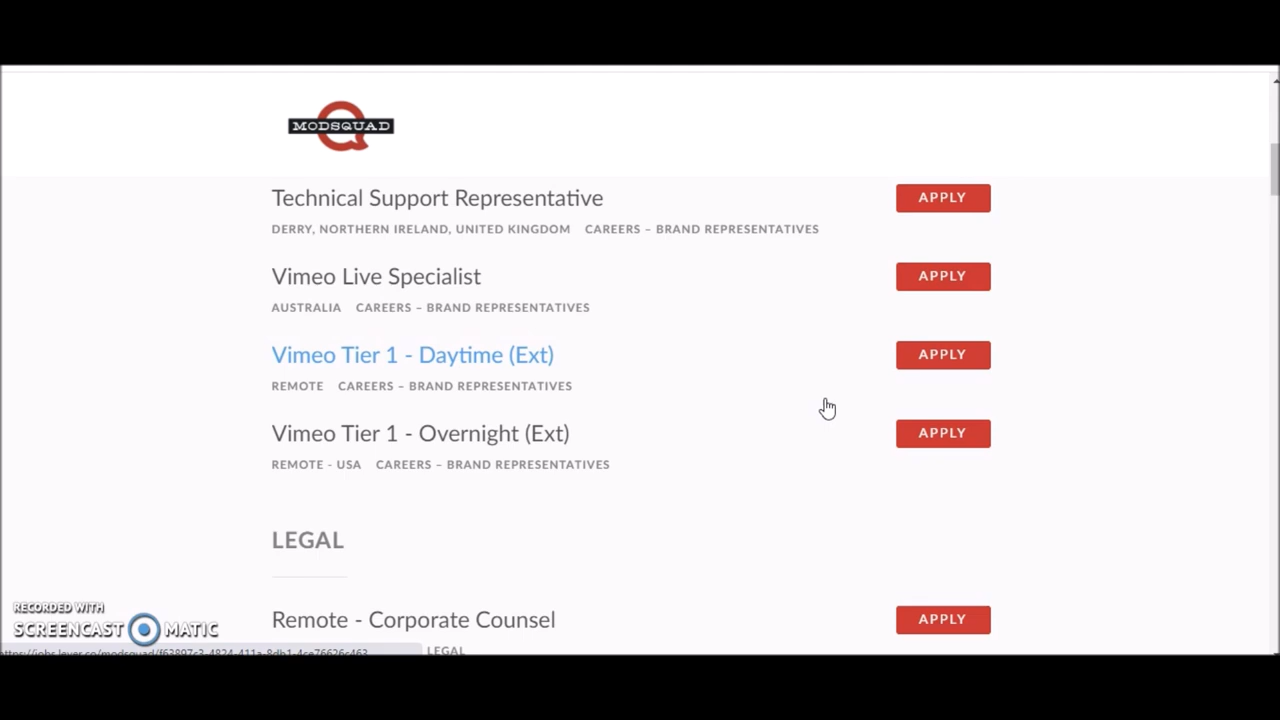 MODSQUAD
Technical Support Representative
APPLY
DERRY, NORTHERN IRELAND, UNITED KINGDOM CAREERS – BRAND REPRESENTATIVES
Vimeo Live Specialist
APPLY
AUSTRALIA CAREERS – BRAND REPRESENTATIVES
Vimeo Tier 1 - Daytime (Ext)
APPLY
REMOTE CAREERS – BRAND REPRESENTATIVES
Vimeo Tier 1 - Overnight (Ext)
APPLY
REMOTE - USA CAREERS – BRAND REPRESENTATIVES
LEGAL
Remote - Corporate Counsel
APPLY
LEGAL
RECORDED WITH
SCREENCAST MATIC